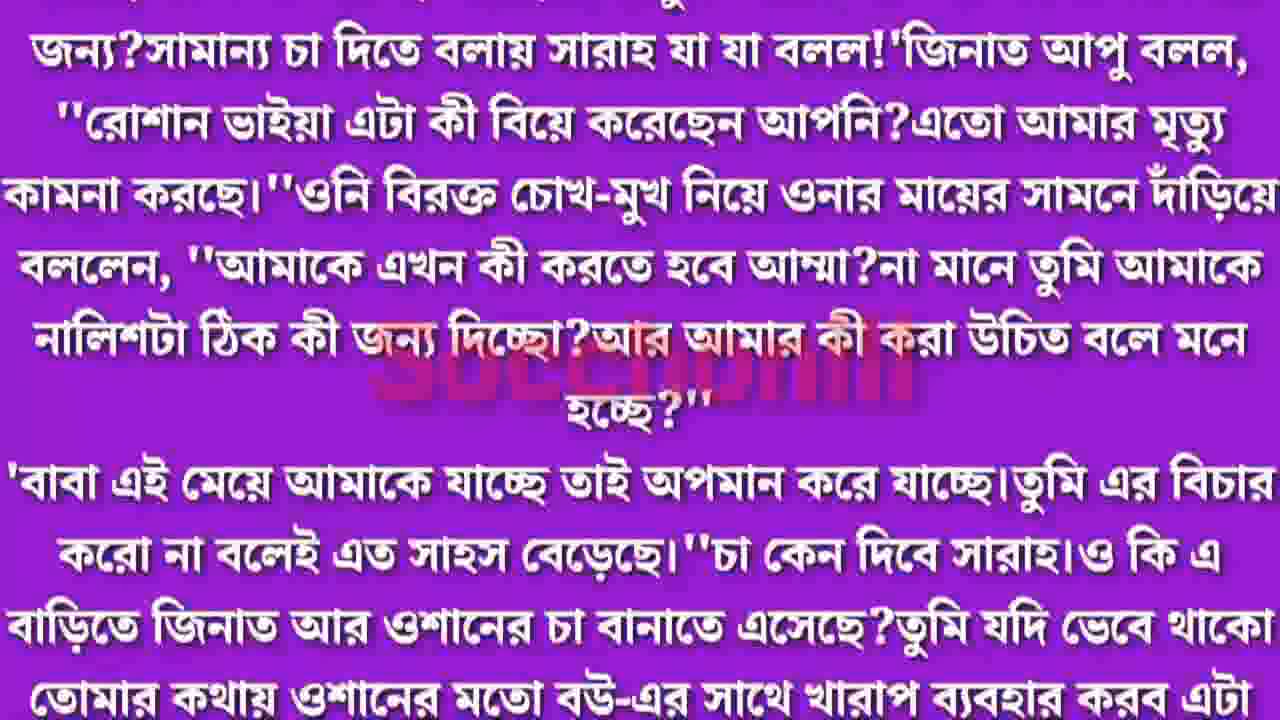 জন্য?সামান্য চা দিতে বলায় সারাহ যা যা বলল!'জিনাত আপু বলল,
''রোশান ভাইয়া এটা কী বিয়ে করেছেন আপনি?এতো আমার মৃত্যু
কামনা করছে।''ওনি বিরক্ত চোখ-মুখ নিয়ে ওনার মায়ের সামনে দাঁড়িয়ে
বললেন, ''আমাকে এখন কী করতে হবে আম্মা?না মানে তুমি আমাকে
নালিশটা ঠিক কী জন্য দিচ্ছো?আর আমার কী করা উচিত বলে মনে
হচ্ছে?''
'বাবা এই মেয়ে আমাকে যাচ্ছে তাই অপমান করে যাচ্ছে।তুমি এর বিচার
করো না বলেই এত সাহস বেড়েছে।''চা কেন দিবে সারাহ।ও কি এ
বাড়িতে জিনাত আর ওশানের চা বানাতে এসেছে?তুমি যদি ভেবে থাকো
তোমার কথায় ওশানের মতো বউ-এর সাথে খারাপ ব্যবহার করব এটা